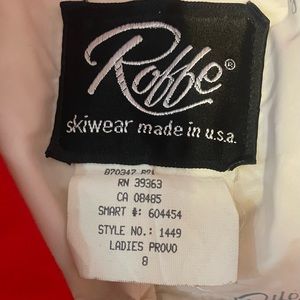 Roffe®
skiwear made in u.s.a.
RN 39363
CA 08485
SMART #: 604454
STYLE NO.: 1449
LADIES PROVO
8